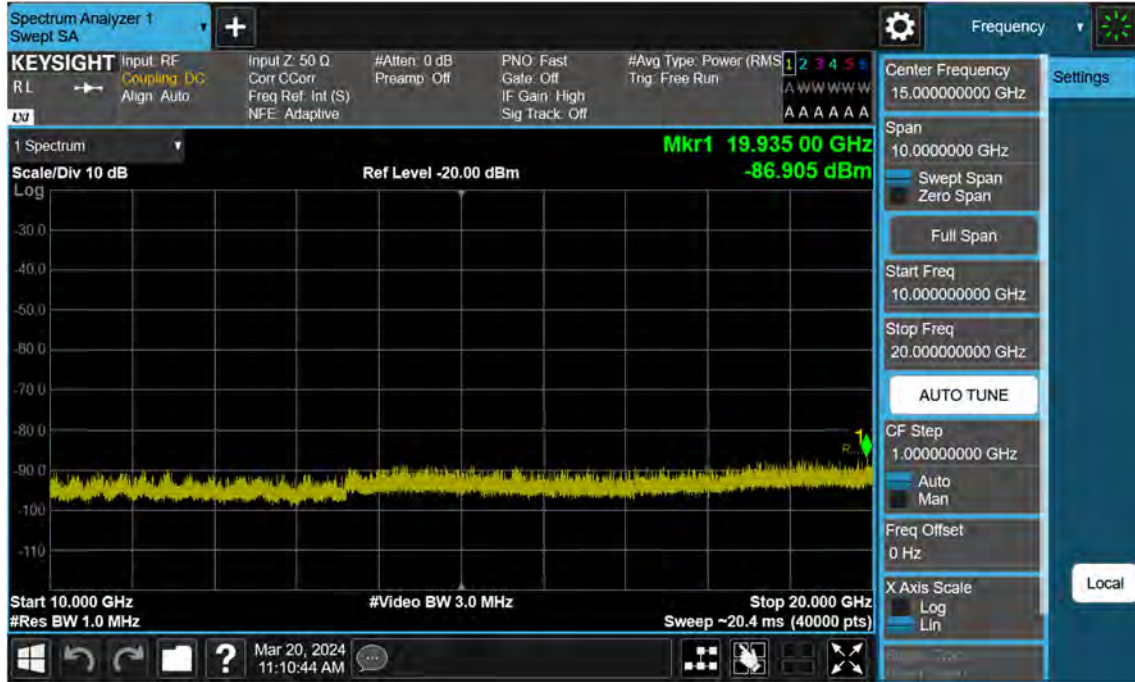 Spectrum Analyzer 1
Swept SA
Frequency
KEYSIGHT
R L
LXI
Input: RF
Coupling: DC
Align: Auto
Input Z: 50 Ω
Corr CCorr
Freq Ref: Int (S)
NFE: Adaptive
#Atten: 0 dB
Preamp: Off
PNO: Fast
Gate: Off
IF Gain: High
Sig Track: Off
#Avg Type: Power (RMS
Trig: Free Run
1 2 3 4 5 6
A W W W W W
A A A A A A
1 Spectrum
Mkr1 19.935 00 GHz
Scale/Div 10 dB
Ref Level -20.00 dBm
-86.905 dBm
Log
-30.0
-40.0
-50.0
-60.0
-70.0
-80.0
-90.0
-100
-110
1
R...
Start 10.000 GHz
#Video BW 3.0 MHz
Stop 20.000 GHz
#Res BW 1.0 MHz
Sweep ~20.4 ms (40000 pts)
Center Frequency
15.000000000 GHz
Settings
Span
10.0000000 GHz
Swept Span
Zero Span
Full Span
Start Freq
10.000000000 GHz
Stop Freq
20.000000000 GHz
AUTO TUNE
CF Step
1.000000000 GHz
Auto
Man
Freq Offset
0 Hz
X Axis Scale
Log
Lin
Local
?
Mar 20, 2024
11:10:44 AM